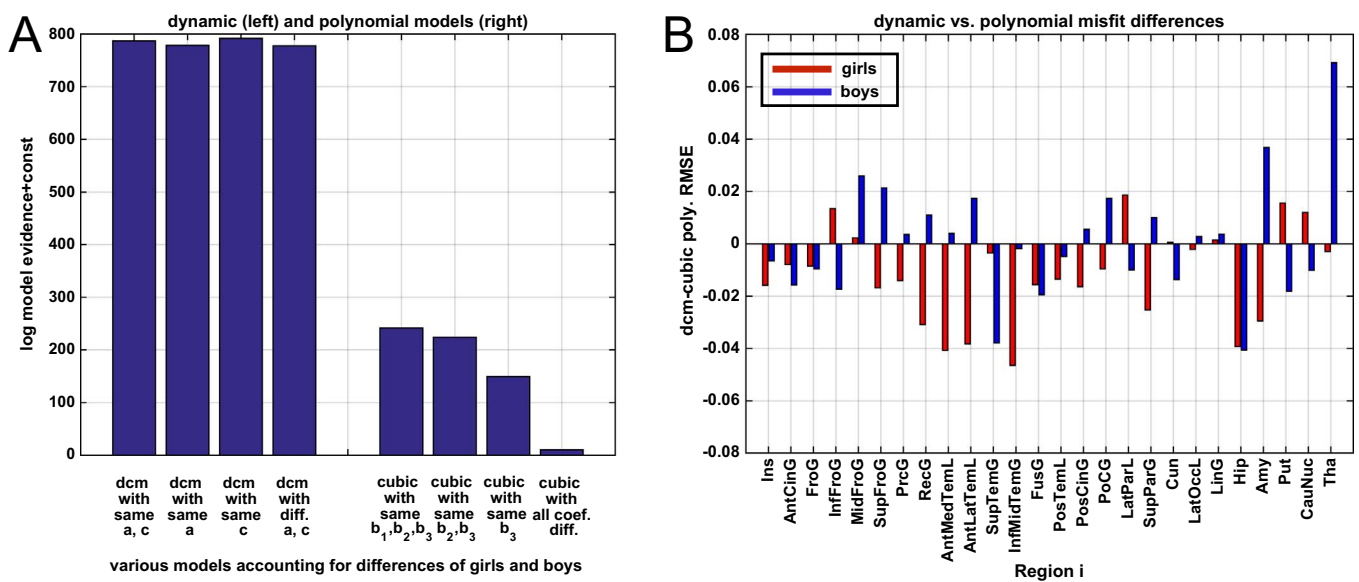 A
dynamic (left) and polynomial models (right)
800
700
600
500
400
300
200
100
0
log model evidence+const
dcm with same a, c
dcm with same a
dcm with same c
dcm with diff. a, c
cubic with same b1,b2,b3
cubic with same b2,b3
cubic with same b3
cubic with all coef. diff.
various models accounting for differences of girls and boys
B
dynamic vs. polynomial misfit differences
0.08
0.06
0.04
0.02
0
-0.02
-0.04
-0.06
-0.08
dcm-cubic poly. RMSE
girls
boys
Ins
AntCinG
FroG
InfFroG
MidFroG
SupFroG
PrcG
RecG
AntMedTemL
AntLatTemL
SupTemG
InfMidTemG
FusG
PosTemL
PosCinG
PoCG
LatParL
SupParG
Cun
LatOccL
LinG
Hip
Amy
Put
CauNuc
Tha
Region i